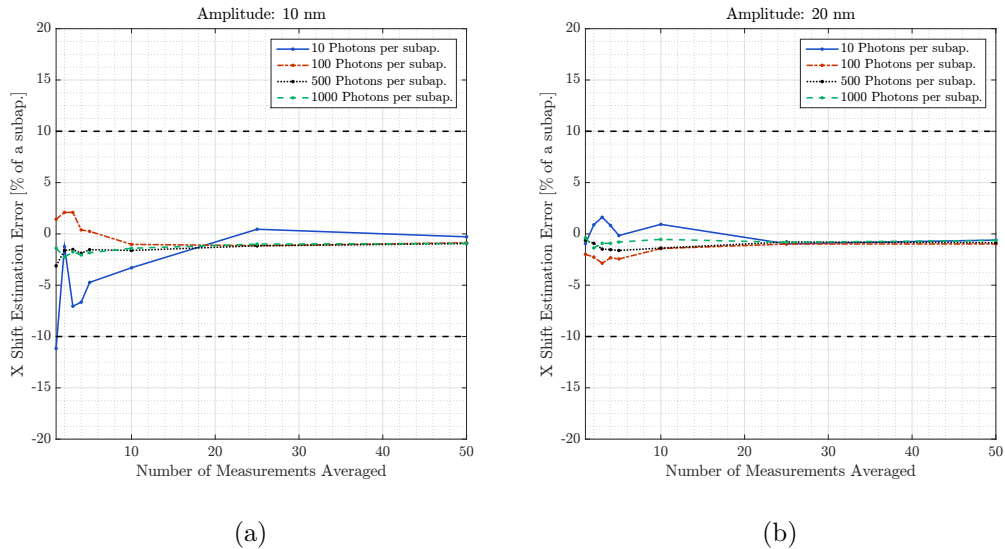 Amplitude: 10 nm
20
15
10
5
0
-5
-10
-15
-20
X Shift Estimation Error [% of a subap.]
10 Photons per subap.
100 Photons per subap.
500 Photons per subap.
1000 Photons per subap.
10
20
30
40
50
Number of Measurements Averaged
(a)
Amplitude: 20 nm
20
15
10
5
0
-5
-10
-15
-20
X Shift Estimation Error [% of a subap.]
10 Photons per subap.
100 Photons per subap.
500 Photons per subap.
1000 Photons per subap.
10
20
30
40
50
Number of Measurements Averaged
(b)